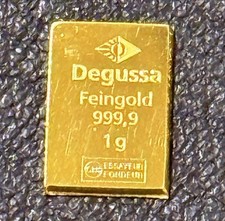 Degussa
Feingold
999,9
1g
ESSAYEUR
FONDEUR